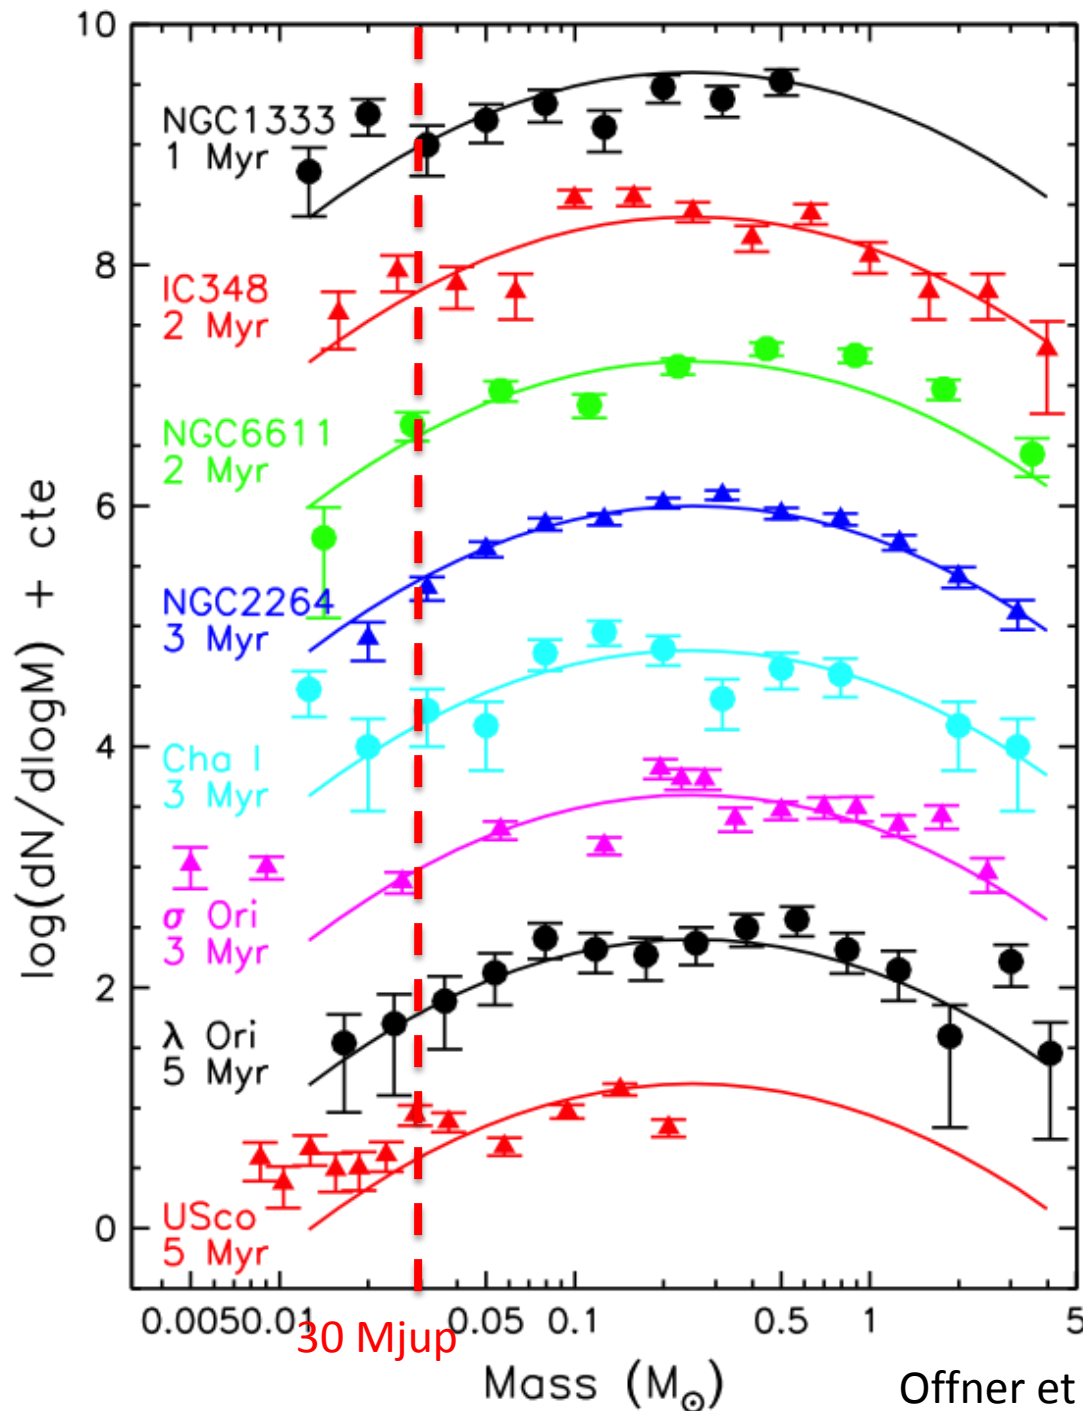 10
8
6
4
2
0
log(dN/dlogM) + cte
NGC1333
1 Myr
IC348
2 Myr
NGC6611
2 Myr
NGC2264
3 Myr
Cha I
3 Myr
σ Ori
3 Myr
λ Ori
5 Myr
USco
5 Myr
0.005 0.01 0.05 0.1 0.5 1 5
30 Mjup
Mass (M☉)
Offner et